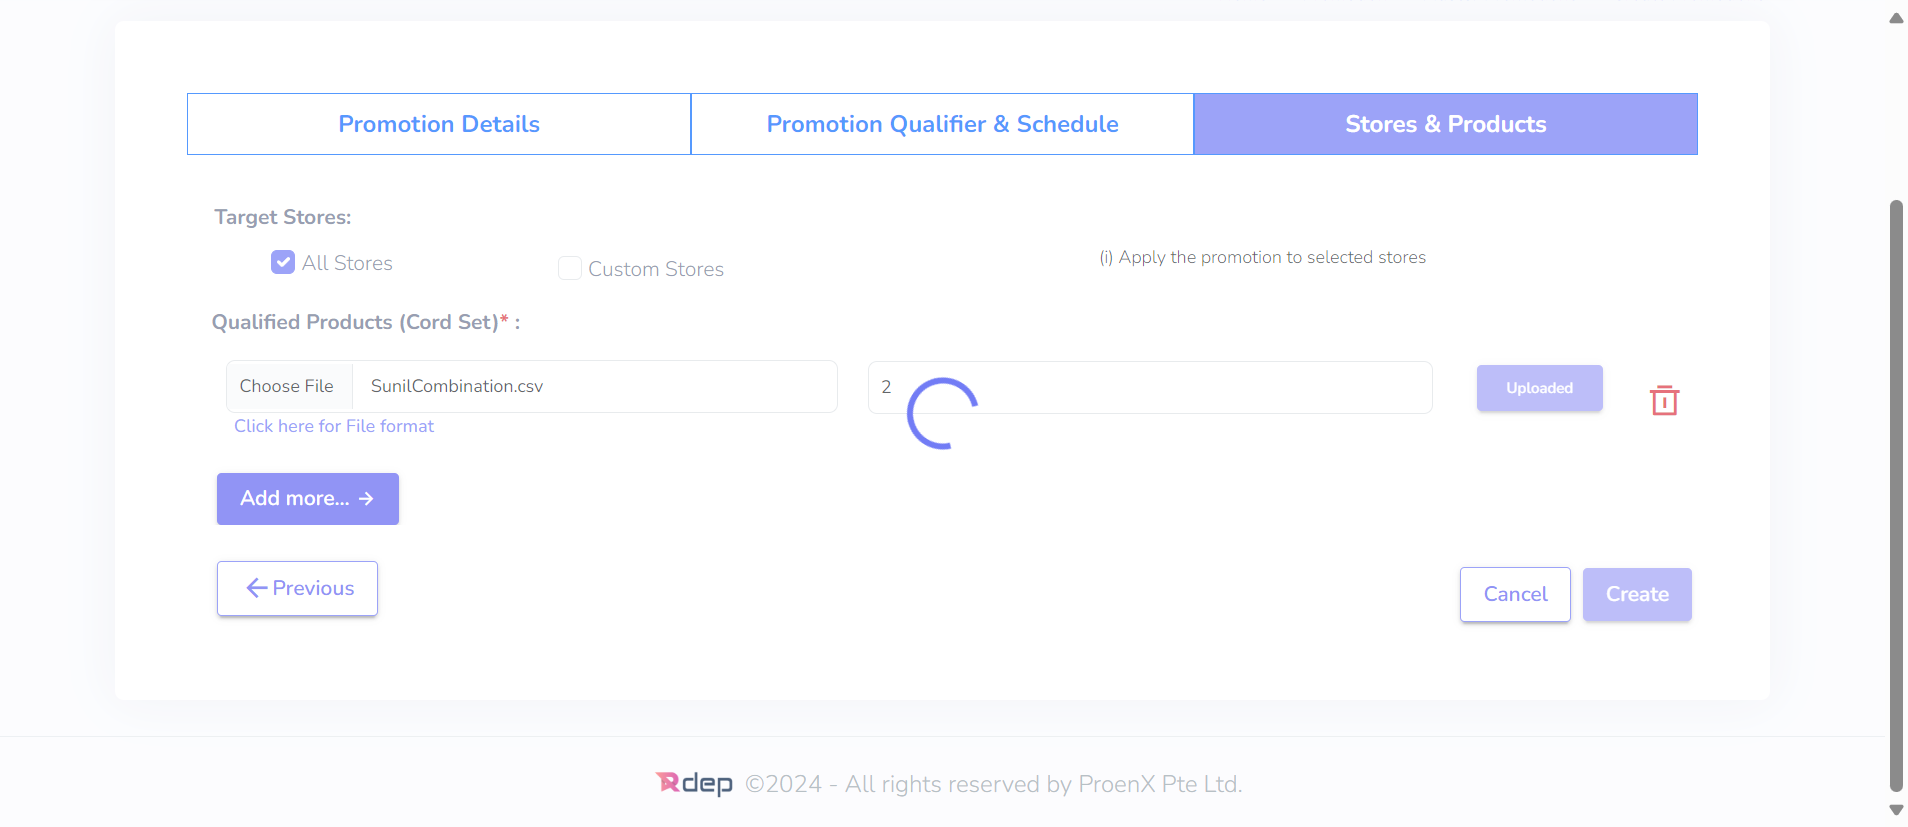 Promotion Details
Promotion Qualifier & Schedule
Stores & Products
Target Stores:
All Stores
Custom Stores
(i) Apply the promotion to selected stores
Qualified Products (Cord Set)* :
Choose File
SunilCombination.csv
2
Uploaded
Click here for File format
Add more... →
← Previous
Cancel
Create
Rdep ©2024 - All rights reserved by ProenX Pte Ltd.